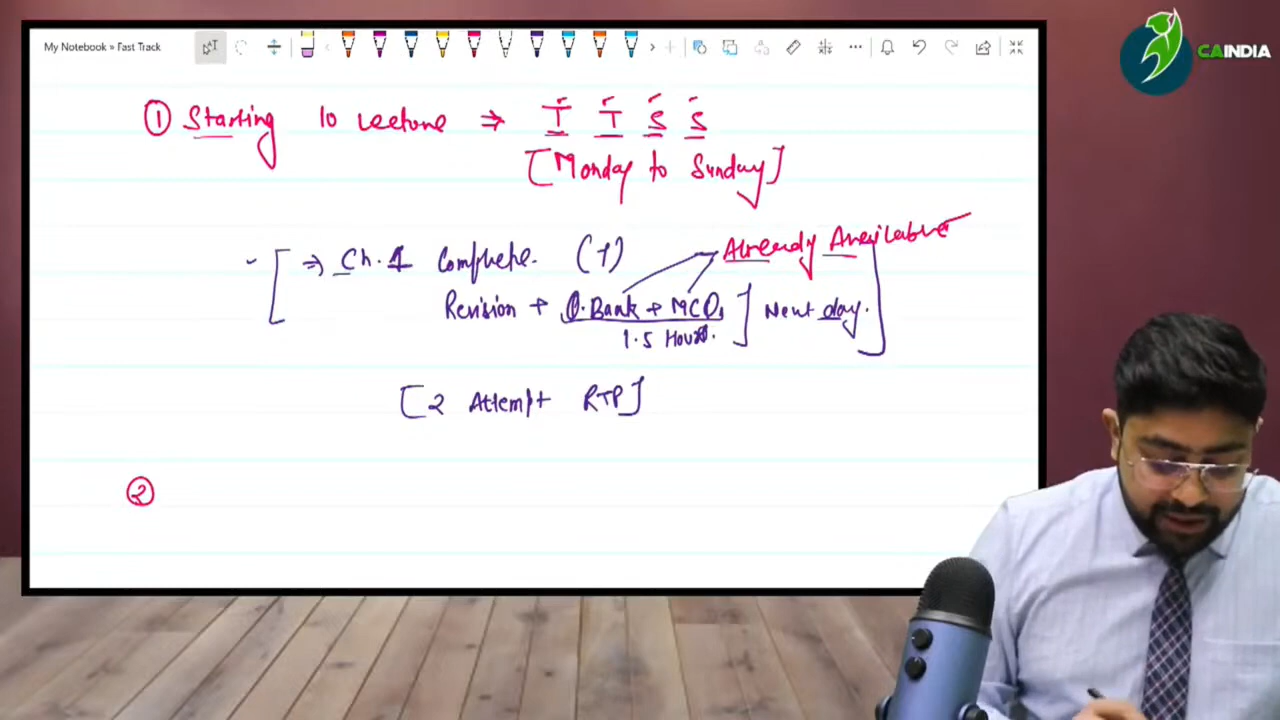 My Notebook » Fast Track
CAINDIA
① Starting 10 Lecture ⇒ T T S S
[Monday to Sunday]
Already Available
⇒ Ch. 1 Complete. (1)
Revision + Q.Bank + MCQ, ] Next day.
1.5 Hours.
[2 Attempt RTP]
②